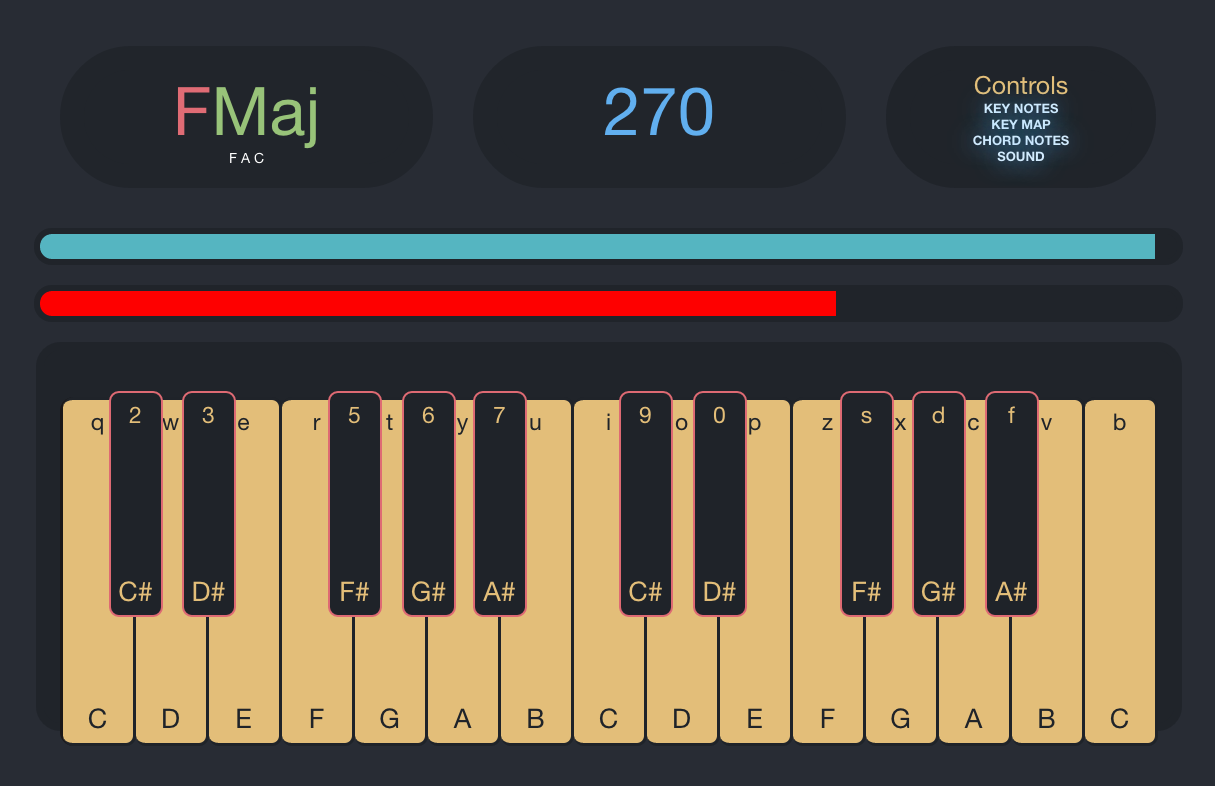 FMaj
FAC
270
Controls
KEY NOTES
KEY MAP
CHORD NOTES
SOUND
q 2 w 3 e r 5 t 6 y 7 u i 9 o 0 p z s x d c f v b
C# D# F# G# A# C# D# F# G# A#
C D E F G A B C D E F G A B C